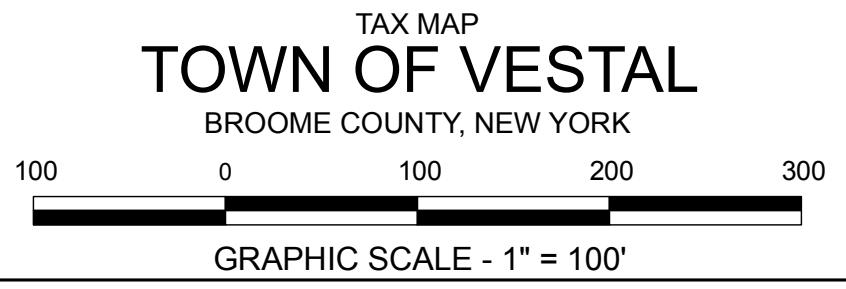 TAX MAP
TOWN OF VESTAL
BROOME COUNTY, NEW YORK
100 0 100 200 300
GRAPHIC SCALE - 1" = 100'